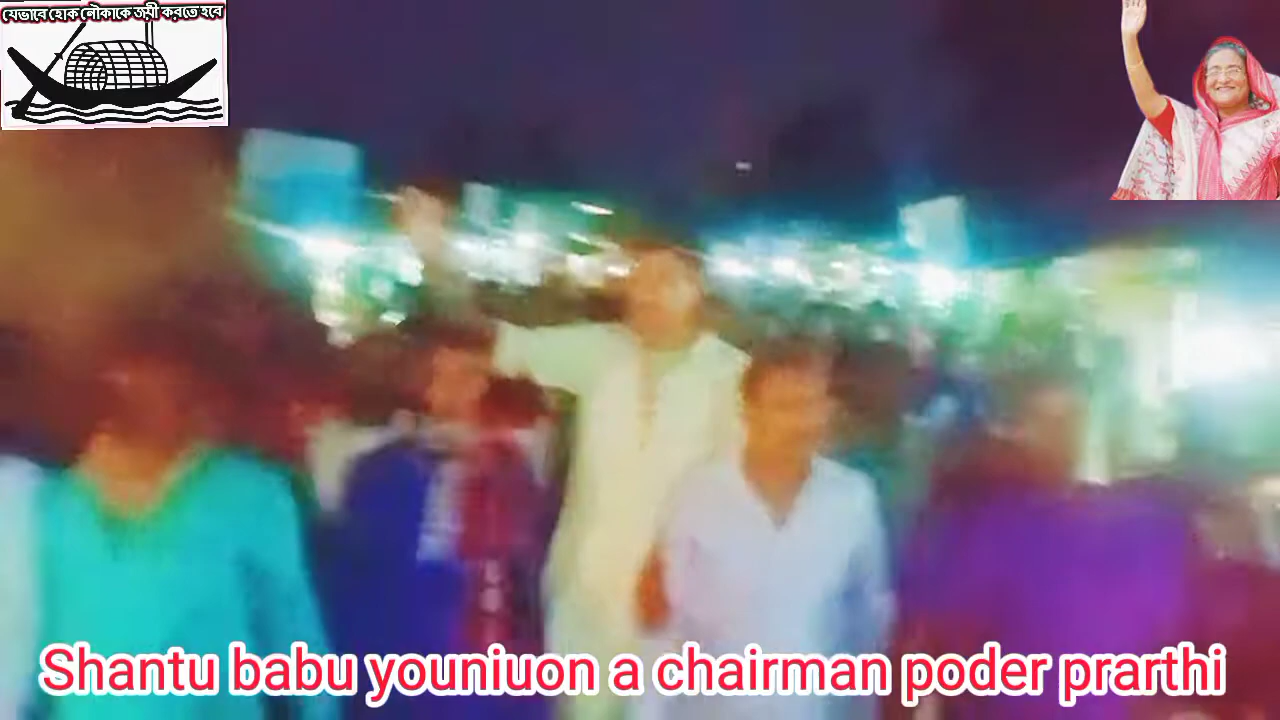 যেভাবে হোক নৌকাকে জয়ী করতে হবে
Shantu babu youniuon a chairman poder prarthi